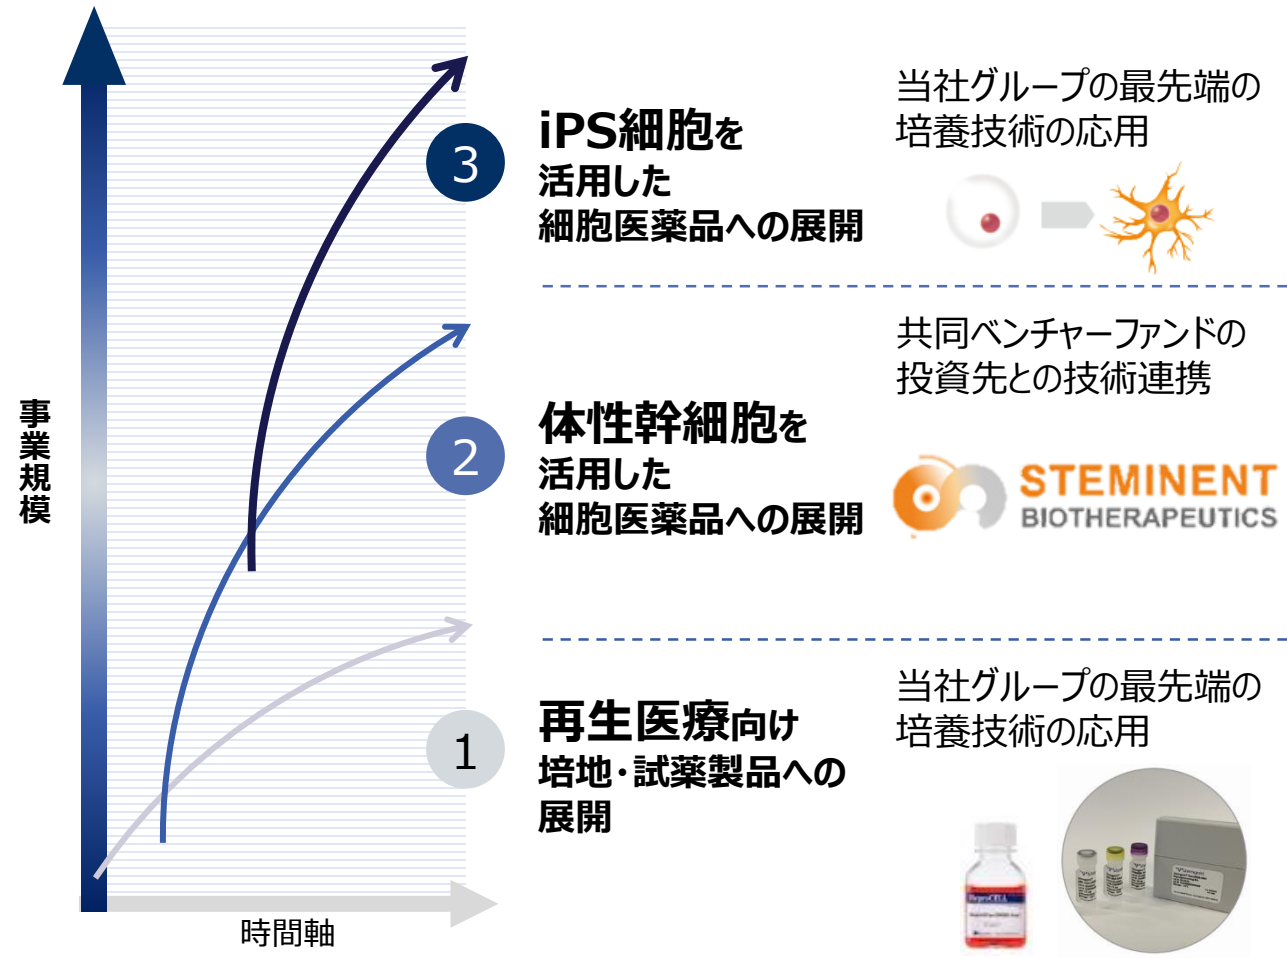 3
iPS細胞を
活用した
細胞医薬品への展開
当社グループの最先端の
培養技術の応用
事業規模
2
体性幹細胞を
活用した
細胞医薬品への展開
共同ベンチャーファンドの
投資先との技術連携
STEMINENT
BIOTHERAPEUTICS
1
再生医療向け
培地・試薬製品への
展開
当社グループの最先端の
培養技術の応用
時間軸